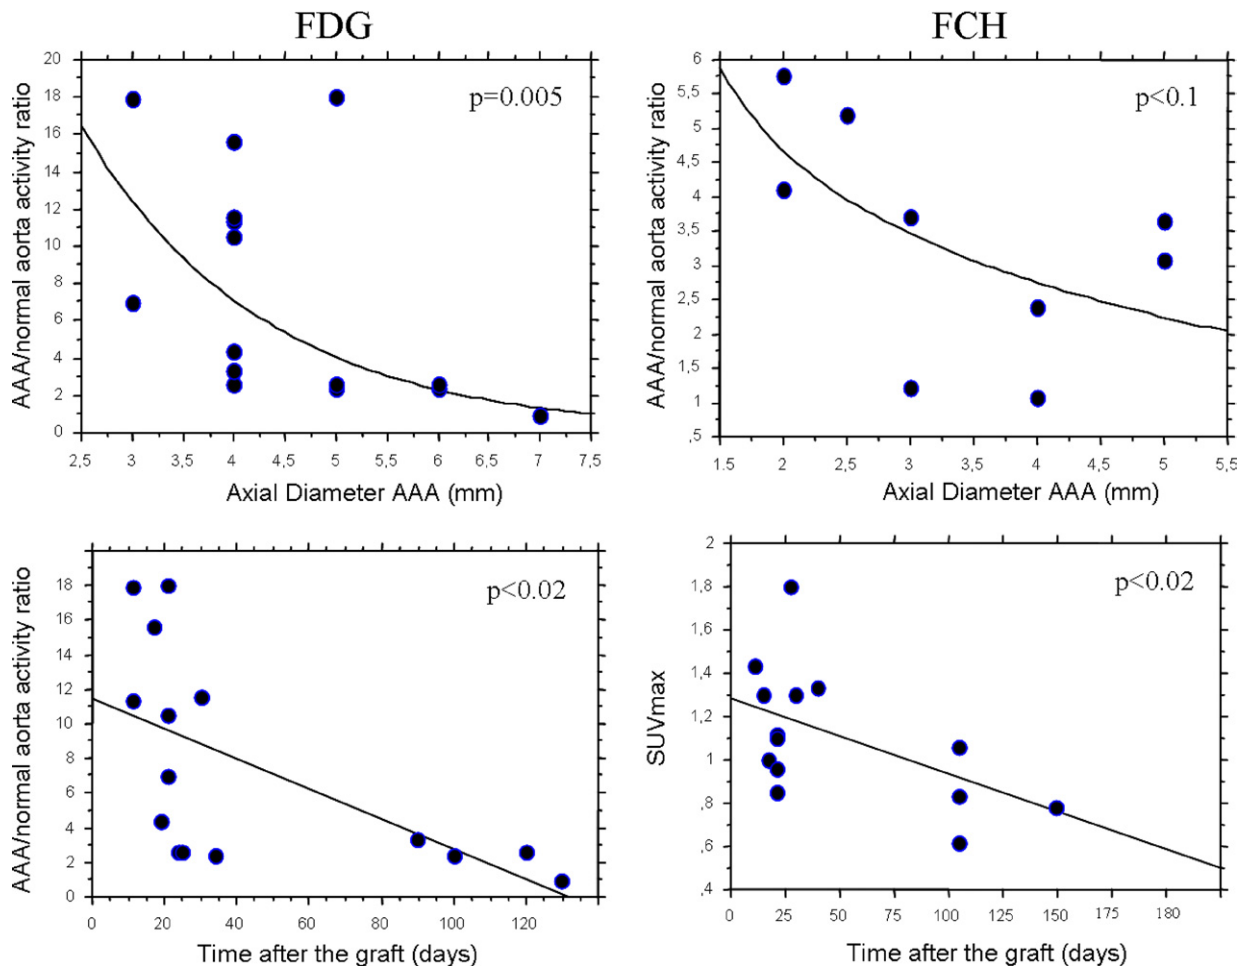 FDG
FCH
AAA/normal aorta activity ratio
20
18
16
14
12
10
8
6
4
2
0
p=0.005
2,5 3 3,5 4 4,5 5 5,5 6 6,5 7 7,5
Axial Diameter AAA (mm)
AAA/normal aorta activity ratio
6
5,5
5
4,5
4
3,5
3
2,5
2
1,5
1
,5
p<0.1
1.5 2 2,5 3 3,5 4 4,5 5 5,5
Axial Diameter AAA (mm)
AAA/normal aorta activity ratio
18
16
14
12
10
8
6
4
2
0
p<0.02
0 20 40 60 80 100 120
Time after the graft (days)
SUVmax
2
1,8
1,6
1,4
1,2
1
,8
,6
,4
p<0.02
0 25 50 75 100 125 150 175 180
Time after the graft (days)